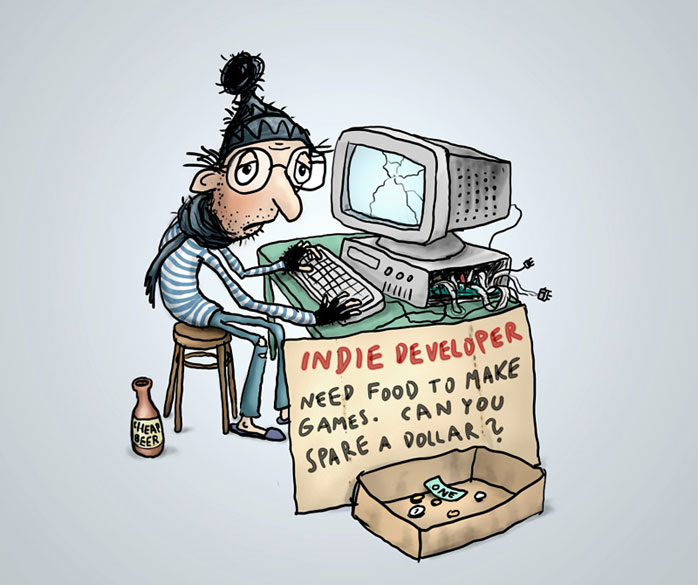 INDIE DEVELOPER
NEED FOOD TO MAKE
GAMES. CAN YOU
SPARE A DOLLAR?
CHEAP
BEER
ONE